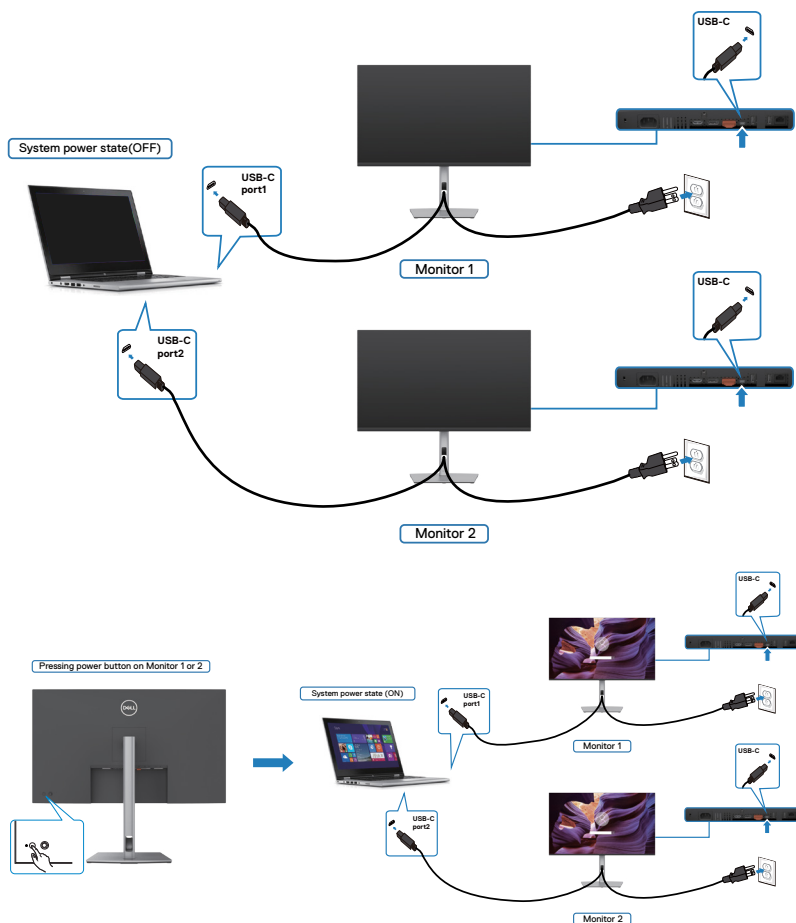 USB-C
System power state(OFF)
USB-C
port1
Monitor 1
USB-C
USB-C
port2
Monitor 2
USB-C
Pressing power button on Monitor 1 or 2
DELL
System power state (ON)
USB-C
port1
Monitor 1
USB-C
USB-C
port2
Monitor 2